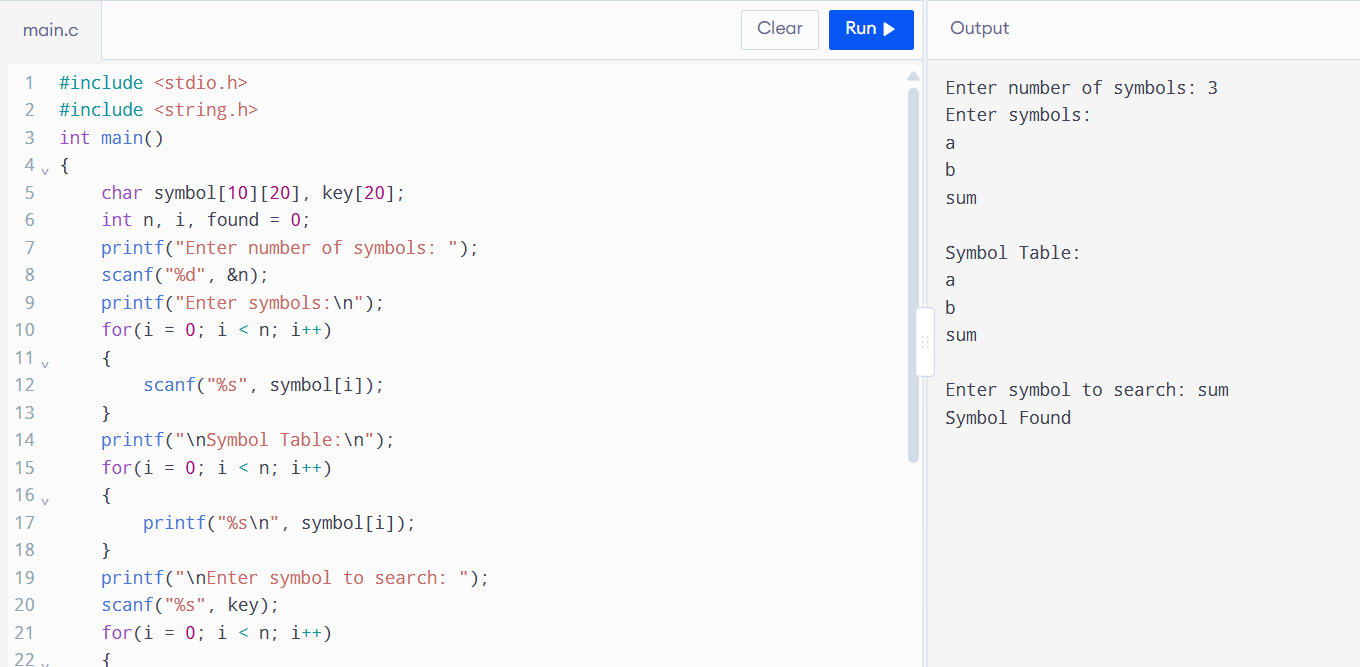 main.c
Clear
Run
Output
1 #include <stdio.h>
2 #include <string.h>
3 int main()
4 {
5     char symbol[10][20], key[20];
6     int n, i, found = 0;
7     printf("Enter number of symbols: ");
8     scanf("%d", &n);
9     printf("Enter symbols:\n");
10     for(i = 0; i < n; i++)
11     {
12         scanf("%s", symbol[i]);
13     }
14     printf("\nSymbol Table:\n");
15     for(i = 0; i < n; i++)
16     {
17         printf("%s\n", symbol[i]);
18     }
19     printf("\nEnter symbol to search: ");
20     scanf("%s", key);
21     for(i = 0; i < n; i++)
22     {
Enter number of symbols: 3
Enter symbols:
a
b
sum

Symbol Table:
a
b
sum

Enter symbol to search: sum
Symbol Found